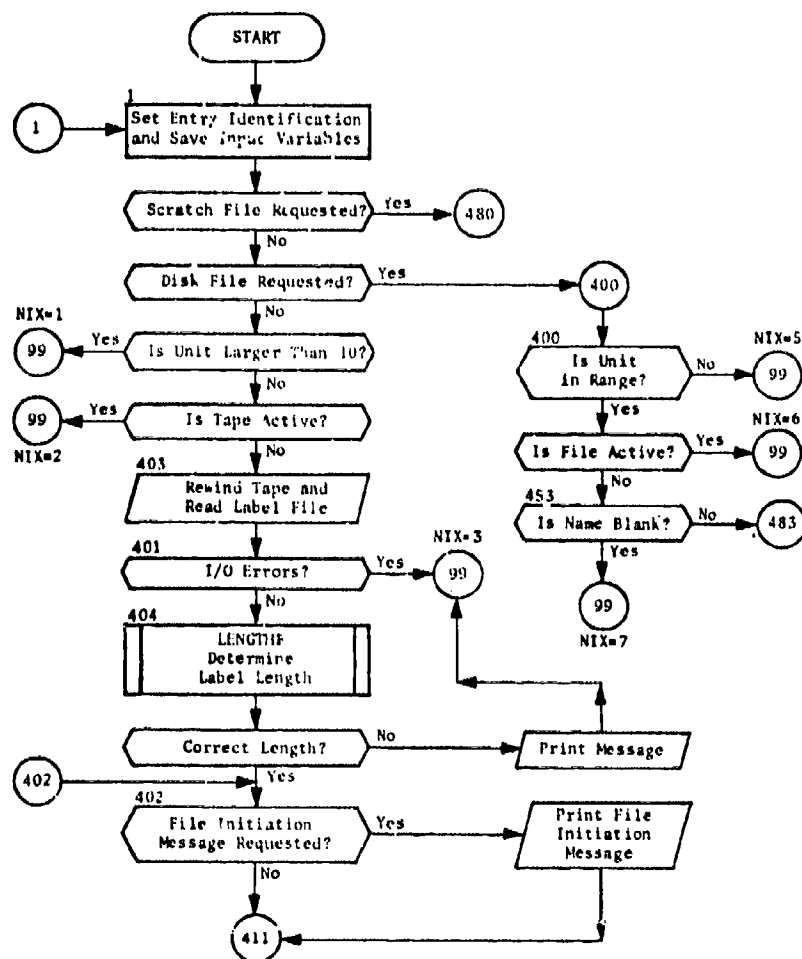 START
1
1
Set Entry Identification
and Save Input Variables
Scratch File Requested?
Yes
480
No
Disk File Requested?
Yes
400
No
NIX=1
99
Yes
Is Unit Larger Than 10?
No
400
Is Unit
in Range?
No
NIX=5
99
Yes
99
NIX=2
Yes
Is Tape Active?
No
Is File Active?
Yes
NIX=6
99
No
403
Rewind Tape and
Read Label File
453
Is Name Blank?
No
483
Yes
99
NIX=7
401
I/O Errors?
Yes
NIX=3
99
No
404
LENGTHF
Determine
Label Length
Correct Length?
No
Print Message
Yes
402
402
File Initiation
Message Requested?
Yes
Print File
Initiation
Message
No
411